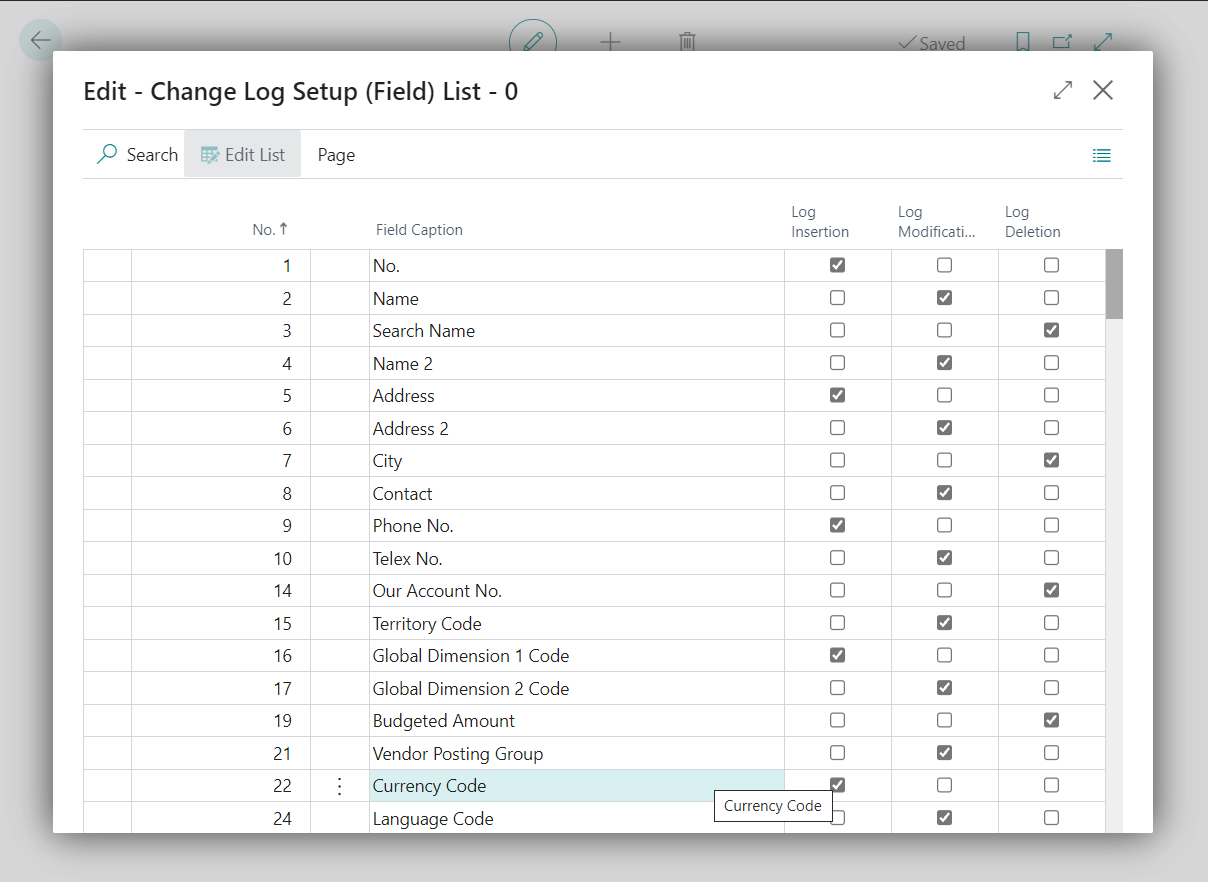 Saved
Edit - Change Log Setup (Field) List - 0
Search Edit List Page
No. ↑ Field Caption Log Insertion Log Modificati... Log Deletion
1 No.
2 Name
3 Search Name
4 Name 2
5 Address
6 Address 2
7 City
8 Contact
9 Phone No.
10 Telex No.
14 Our Account No.
15 Territory Code
16 Global Dimension 1 Code
17 Global Dimension 2 Code
19 Budgeted Amount
21 Vendor Posting Group
22 Currency Code
Currency Code
24 Language Code